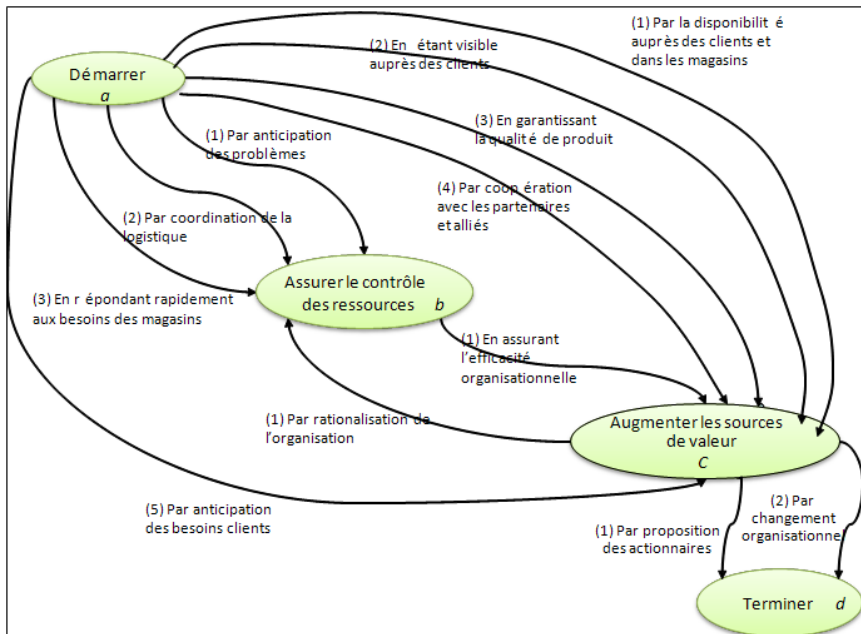 (1) Par la disponibilit é
auprès des clients et
dans les magasins
(2) En étant visible
auprès des clients
Démarrer
a
(3) En garantissant
la qualité de produit
(1) Par anticipation
des problèmes
(4) Par coop ération
avec les partenaires
et alliés
(2) Par coordination de la
logistique
Assurer le contrôle
des ressources b
(3) En r épondant rapidement
aux besoins des magasins
(1) En assurant
l'efficacité
organisationnelle
(1) Par rationalisation de
l'organisation
Augmenter les sources
de valeur
C
(5) Par anticipation
des besoins clients
(2) Par
changement
organisationnel
(1) Par proposition
des actionnaires
Terminer d